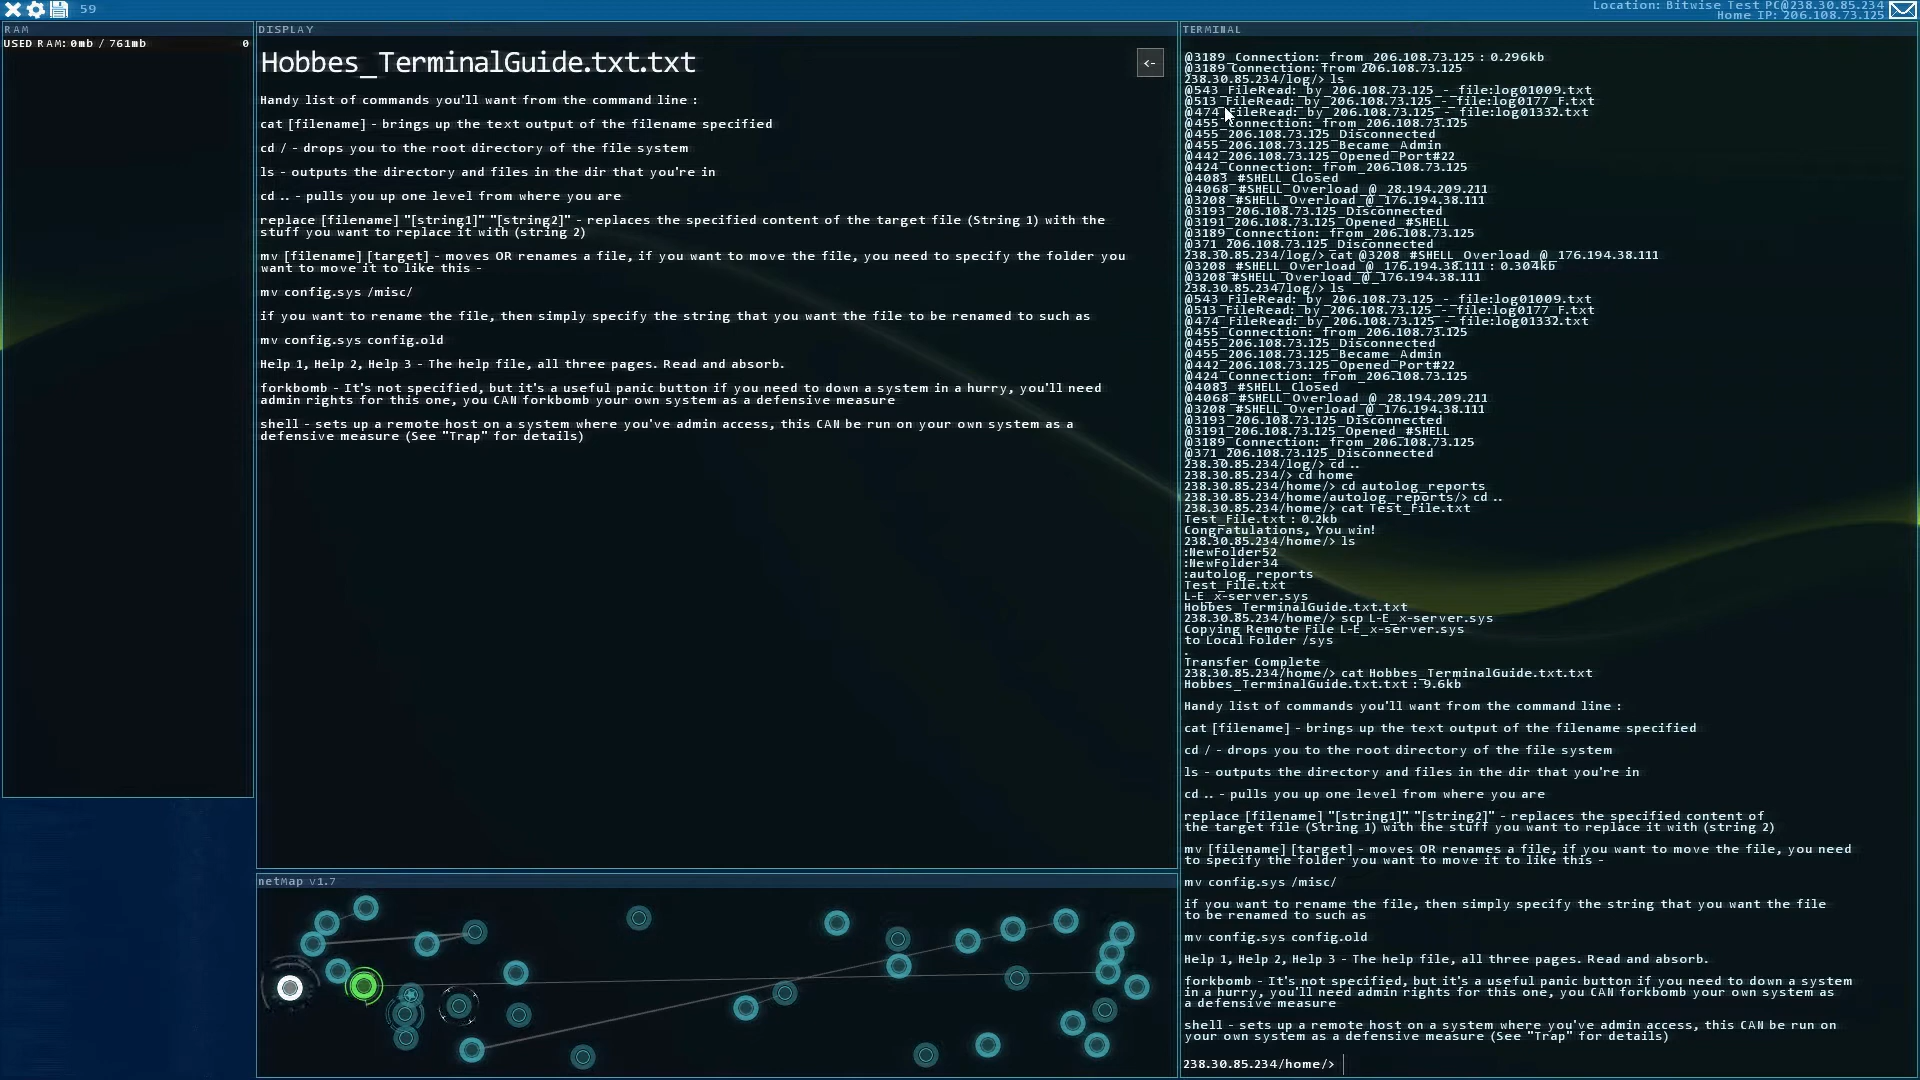 59
Location: Bitwise Test PC@238.30.85.234
Home IP: 206.108.73.125
RAM
USED RAM: 0mb / 761mb 0
DISPLAY
Hobbes_TerminalGuide.txt.txt
<-
Handy list of commands you'll want from the command line :
cat [filename] - brings up the text output of the filename specified
cd / - drops you to the root directory of the file system
ls - outputs the directory and files in the dir that you're in
cd .. - pulls you up one level from where you are
replace [filename] "[string1]" "[string2]" - replaces the specified content of the target file (String 1) with the
stuff you want to replace it with (string 2)
mv [filename] [target] - moves OR renames a file, if you want to move the file, you need to specify the folder you
want to move it to like this -
mv config.sys /misc/
if you want to rename the file, then simply specify the string that you want the file to be renamed to such as
mv config.sys config.old
Help 1, Help 2, Help 3 - The help file, all three pages. Read and absorb.
forkbomb - It's not specified, but it's a useful panic button if you need to down a system in a hurry, you'll need
admin rights for this one, you CAN forkbomb your own system as a defensive measure
shell - sets up a remote host on a system where you've admin access, this CAN be run on your own system as a
defensive measure (See "Trap" for details)
netMap v1.7
TERMINAL
@3189_Connection:_from_206.108.73.125 : 0.296kb
@3189 Connection: from 206.108.73.125
238.30.85.234/log/> ls
@543_FileRead:_by_206.108.73.125_-_file:log01009.txt
@513_FileRead:_by_206.108.73.125_-_file:log0177_F.txt
@474_FileRead:_by_206.108.73.125_-_file:log01332.txt
@455_Connection:_from_206.108.73.125
@455_206.108.73.125_Disconnected
@455_206.108.73.125_Became_Admin
@442_206.108.73.125_Opened_Port#22
@424_Connection:_from_206.108.73.125
@4083_#SHELL_Closed
@4068_#SHELL_Overload_@_28.194.209.211
@3208_#SHELL_Overload_@_176.194.38.111
@3193_206.108.73.125_Disconnected
@3191_206.108.73.125_Opened_#SHELL
@3189_Connection:_from_206.108.73.125
@371_206.108.73.125_Disconnected
238.30.85.234/log/> cat @3208_#SHELL_Overload_@_176.194.38.111
@3208_#SHELL_Overload_@_176.194.38.111 : 0.304kb
@3208 #SHELL_Overload_@_176.194.38.111
238.30.85.234/log/> ls
@543_FileRead:_by_206.108.73.125_-_file:log01009.txt
@513_FileRead:_by_206.108.73.125_-_file:log0177_F.txt
@474_FileRead:_by_206.108.73.125_-_file:log01332.txt
@455_Connection:_from_206.108.73.125
@455_206.108.73.125_Disconnected
@455_206.108.73.125_Became_Admin
@442_206.108.73.125_Opened_Port#22
@424_Connection:_from_206.108.73.125
@4083_#SHELL_Closed
@4068_#SHELL_Overload_@_28.194.209.211
@3208_#SHELL_Overload_@_176.194.38.111
@3193_206.108.73.125_Disconnected
@3191_206.108.73.125_Opened_#SHELL
@3189_Connection:_from_206.108.73.125
@371_206.108.73.125_Disconnected
238.30.85.234/log/> cd ..
238.30.85.234/> cd home
238.30.85.234/home/> cd autolog_reports
238.30.85.234/home/autolog_reports/> cd ..
238.30.85.234/home/> cat Test_File.txt
Test_File.txt : 0.2kb
Congratulations, You win!
238.30.85.234/home/> ls
:NewFolder52
:NewFolder34
:autolog_reports
Test_File.txt
L-E_x-server.sys
Hobbes_TerminalGuide.txt.txt
238.30.85.234/home/> scp L-E_x-server.sys
Copying Remote File L-E_x-server.sys
to Local Folder /sys
.
Transfer Complete
238.30.85.234/home/> cat Hobbes_TerminalGuide.txt.txt
Hobbes_TerminalGuide.txt.txt : 9.6kb
Handy list of commands you'll want from the command line :
cat [filename] - brings up the text output of the filename specified
cd / - drops you to the root directory of the file system
ls - outputs the directory and files in the dir that you're in
cd .. - pulls you up one level from where you are
replace [filename] "[string1]" "[string2]" - replaces the specified content of
the target file (String 1) with the stuff you want to replace it with (string 2)
mv [filename] [target] - moves OR renames a file, if you want to move the file, you need
to specify the folder you want to move it to like this -
mv config.sys /misc/
if you want to rename the file, then simply specify the string that you want the file
to be renamed to such as
mv config.sys config.old
Help 1, Help 2, Help 3 - The help file, all three pages. Read and absorb.
forkbomb - It's not specified, but it's a useful panic button if you need to down a system
in a hurry, you'll need admin rights for this one, you CAN forkbomb your own system as
a defensive measure
shell - sets up a remote host on a system where you've admin access, this CAN be run on
your own system as a defensive measure (See "Trap" for details)
238.30.85.234/home/>